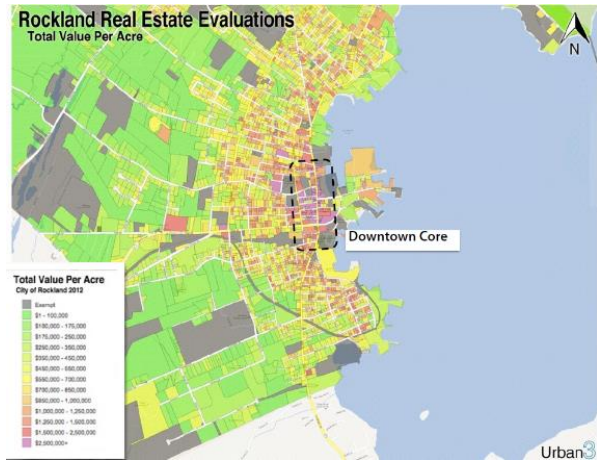 Rockland Real Estate Evaluations
Total Value Per Acre
N
Downtown Core
Total Value Per Acre
City of Rockland 2012
Exempt
$1 - 100,000
$100,000 - 175,000
$175,000 - 250,000
$250,000 - 350,000
$350,000 - 450,000
$450,000 - 550,000
$550,000 - 700,000
$700,000 - 850,000
$850,000 - 1,000,000
$1,000,000 - 1,250,000
$1,250,000 - 1,500,000
$1,500,000 - 2,500,000
$2,500,000+
Urban3